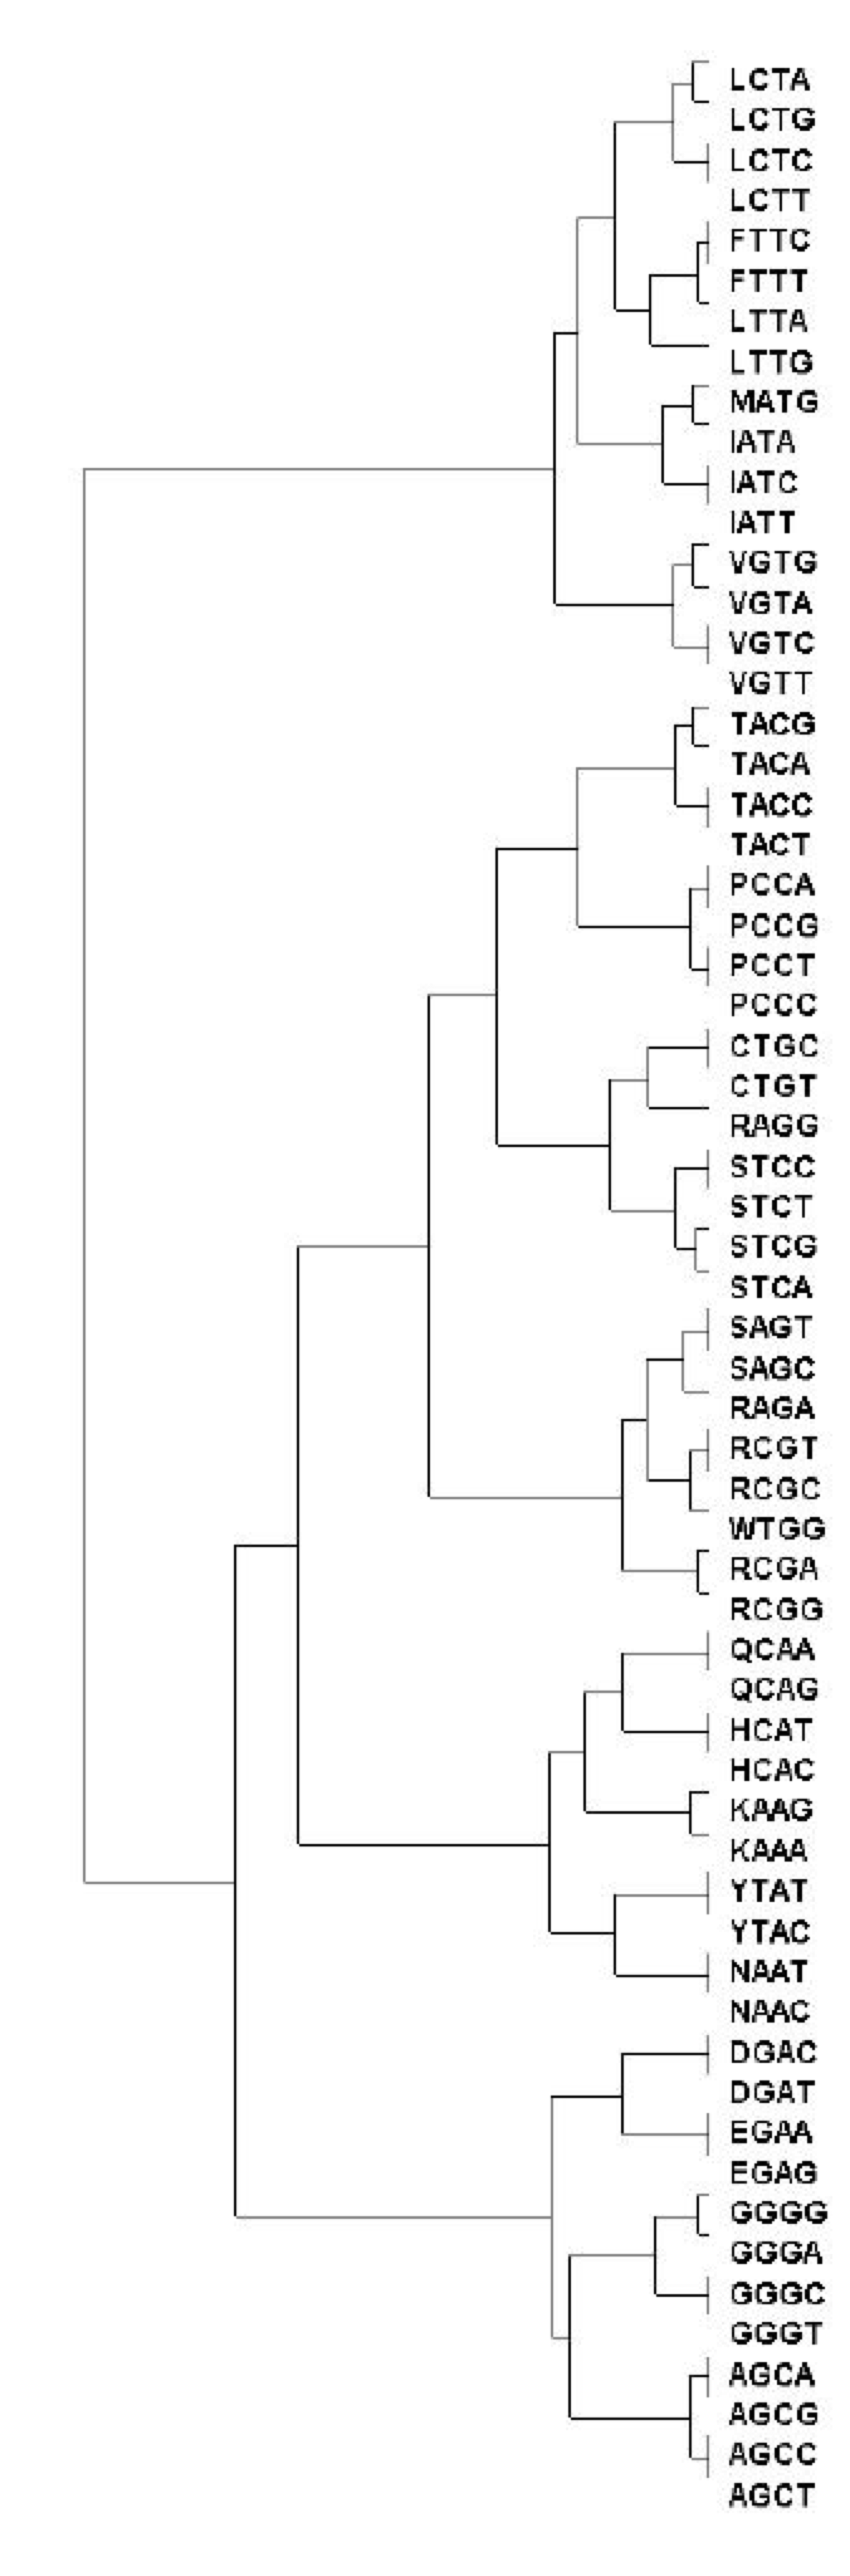 LCTA
LCTG
LCTC
LCTT
FTTC
FTTT
LTTA
LTTG
MATG
IATA
IATC
IATT
VGTG
VGTA
VGTC
VGTT
TACG
TACA
TACC
TACT
PCCA
PCCG
PCCT
PCCC
CTGC
CTGT
RAGG
STCC
STCT
STCG
STCA
SAGT
SAGC
RAGA
RCGT
RCGC
WTGG
RCGA
RCGG
QCAA
QCAG
HCAT
HCAC
KAAG
KAAA
YTAT
YTAC
NAAT
NAAC
DGAC
DGAT
EGAA
EGAG
GGGG
GGGA
GGGC
GGGT
AGCA
AGCG
AGCC
AGCT